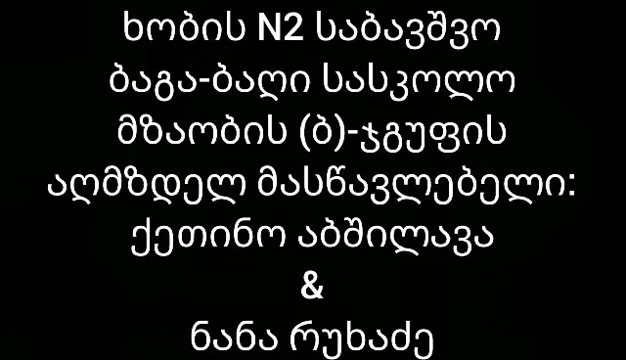 ხობის N2 საბავშვო
ბაგა-ბაღი სასკოლო
მზაობის (ბ)-ჯგუფის
აღმზდელ მასწავლებელი:
ქეთინო აბშილავა
&
ნანა რუხაძე